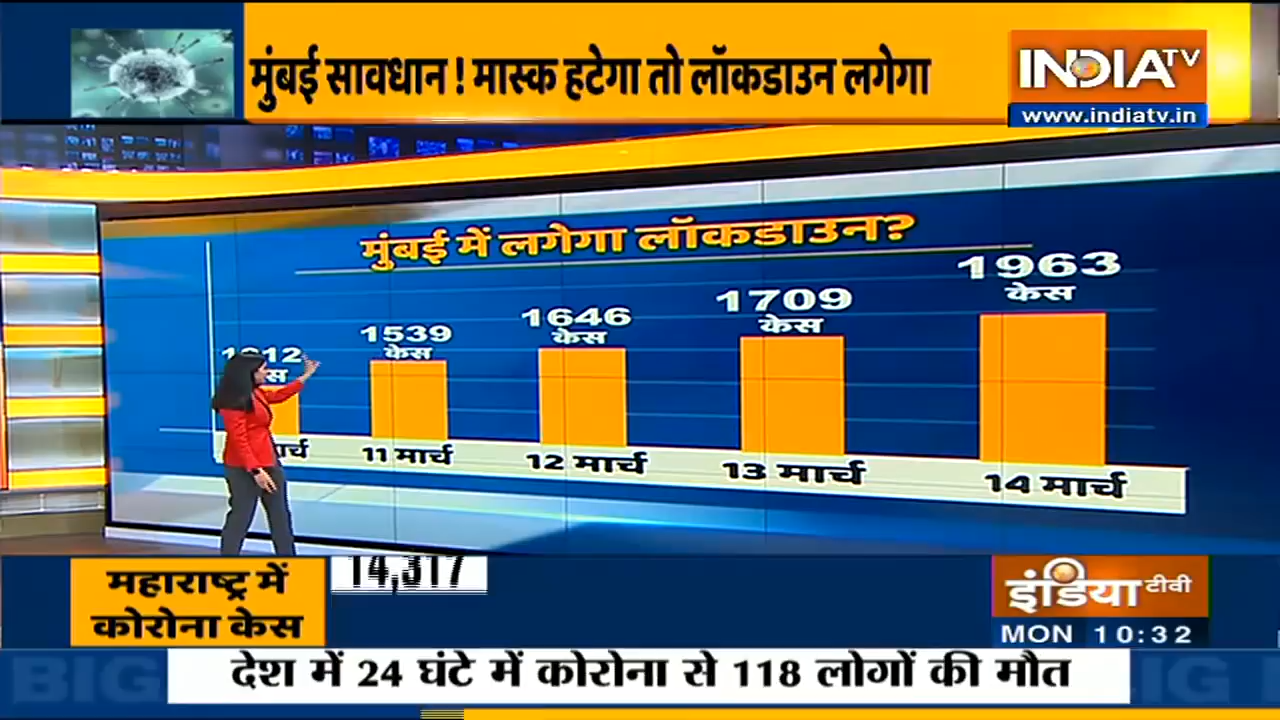 मुंबई सावधान ! मास्क हटेगा तो लॉकडाउन लगेगा
INDIA TV
www.indiatv.in
मुंबई में लगेगा लॉकडाउन?
1963
केस
1709
केस
1646
केस
1539
केस
11 मार्च
12 मार्च
13 मार्च
14 मार्च
महाराष्ट्र में
कोरोना केस
14,317
इंडिया टीवी
MON 10:32
देश में 24 घंटे में कोरोना से 118 लोगों की मौत
BIG